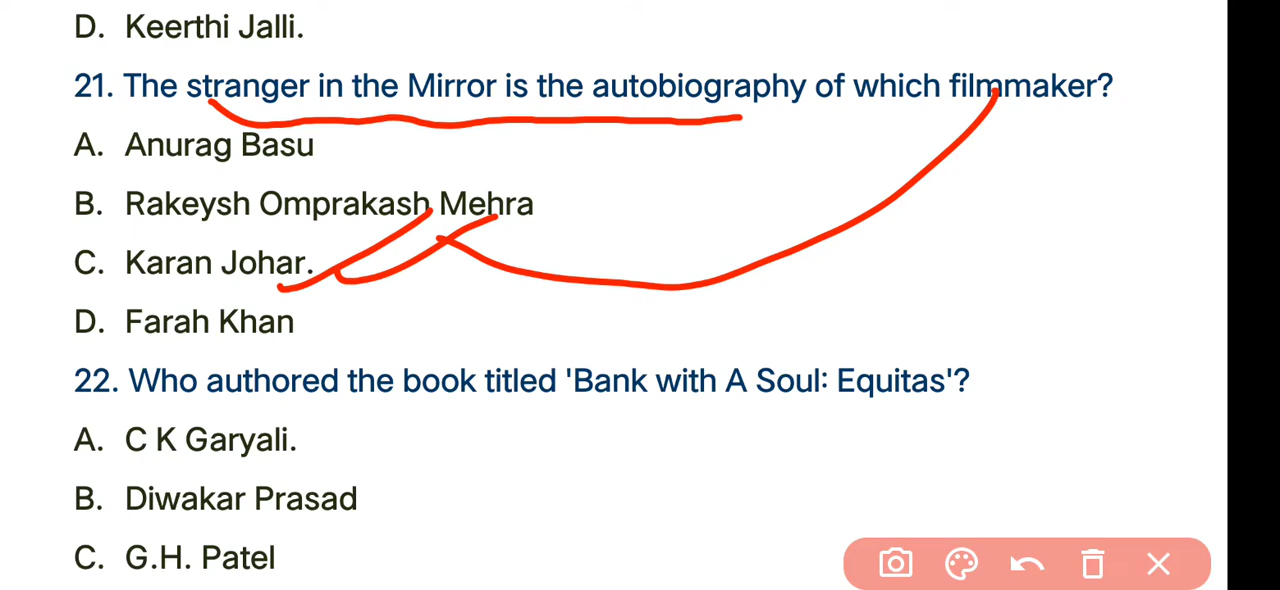 D. Keerthi Jalli.
21. The stranger in the Mirror is the autobiography of which filmmaker?
A. Anurag Basu
B. Rakeysh Omprakash Mehra
C. Karan Johar.
D. Farah Khan
22. Who authored the book titled 'Bank with A Soul: Equitas'?
A. C K Garyali.
B. Diwakar Prasad
C. G.H. Patel